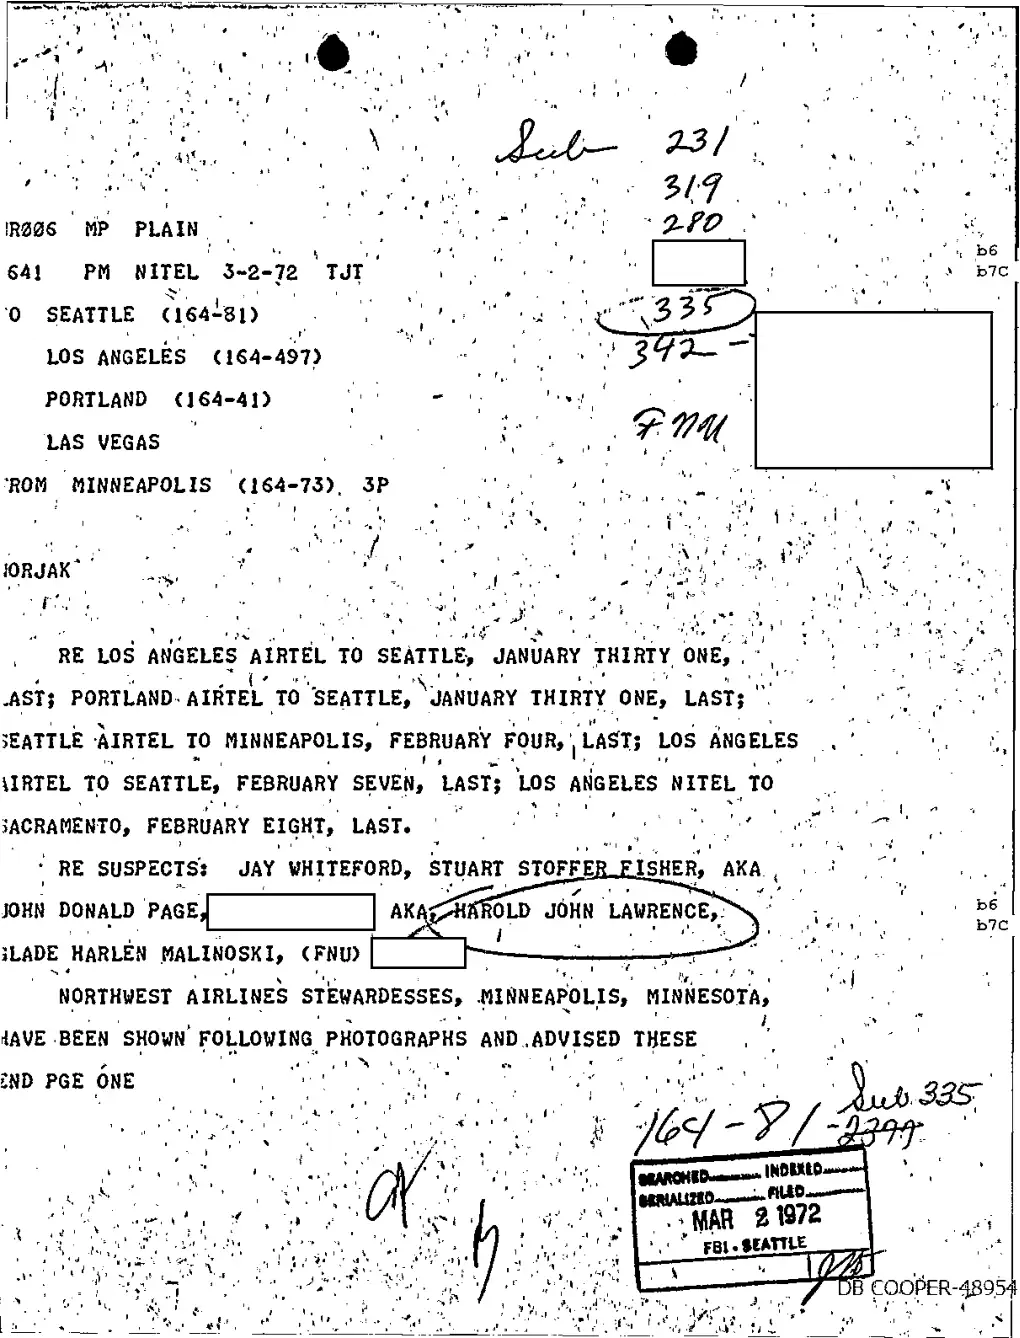 Sub 231
319
280
IR006 MP PLAIN
b6
641 PM NITEL 3-2-72 TJT
b7C
O SEATTLE (164-81)
335
LOS ANGELES (164-497)
342 -
PORTLAND (164-41)
FNU
LAS VEGAS
ROM MINNEAPOLIS (164-73) 3P
ORJAK
RE LOS ANGELES AIRTEL TO SEATTLE, JANUARY THIRTY ONE,
AST; PORTLAND AIRTEL TO SEATTLE, JANUARY THIRTY ONE, LAST;
SEATTLE AIRTEL TO MINNEAPOLIS, FEBRUARY FOUR, LAST; LOS ANGELES
AIRTEL TO SEATTLE, FEBRUARY SEVEN, LAST; LOS ANGELES NITEL TO
SACRAMENTO, FEBRUARY EIGHT, LAST.
RE SUSPECTS: JAY WHITEFORD, STUART STOFFER FISHER, AKA
JOHN DONALD PAGE, AKA, HAROLD JOHN LAWRENCE,
b6
b7C
GLADE HARLEN MALINOSKI, (FNU)
NORTHWEST AIRLINES STEWARDESSES, MINNEAPOLIS, MINNESOTA,
HAVE BEEN SHOWN FOLLOWING PHOTOGRAPHS AND ADVISED THESE
END PGE ONE
Sub 335
164-81-2399
SEARCHED INDEXED
SERIALIZED FILED
MAR 2 1972
FBI - SEATTLE
DB COOPER-48954